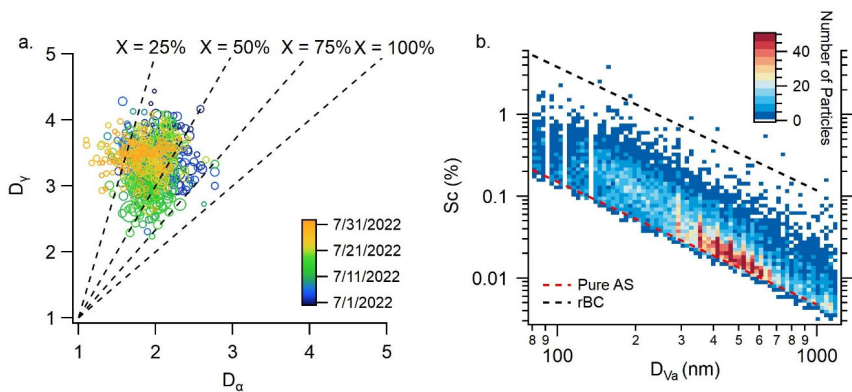 a.
X = 25% X = 50% X = 75% X = 100%
5
4
3
2
1
Dγ
7/31/2022
7/21/2022
7/11/2022
7/1/2022
1 2 3 4 5
Dα
b.
Number of Particles
40
20
0
1
0.1
0.01
Sc (%)
Pure AS
rBC
8 9 100 2 3 4 5 6 7 8 9 1000
DVa (nm)